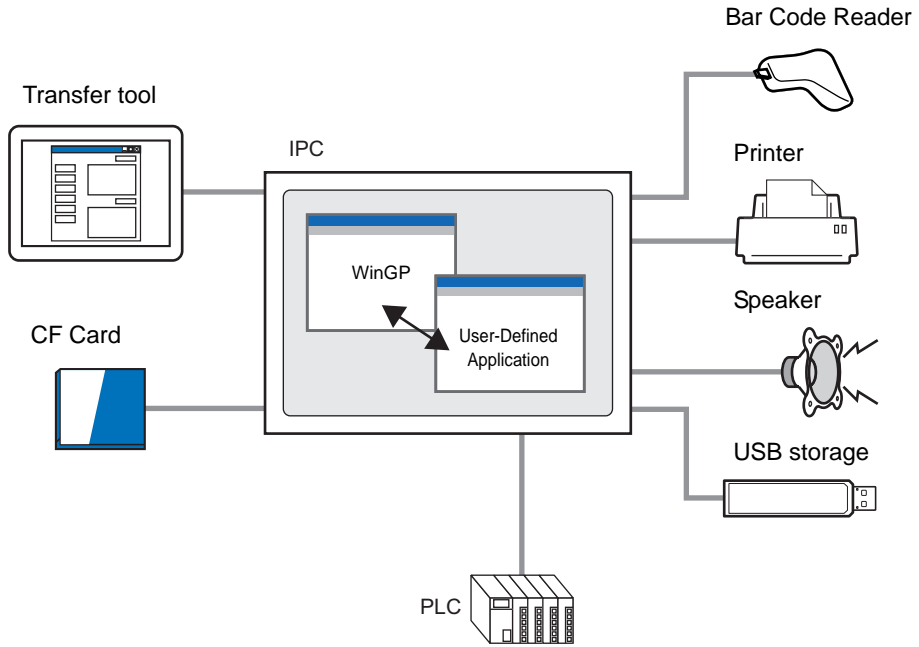 Bar Code Reader
Transfer tool
IPC
Printer
WinGP
Speaker
CF Card
User-Defined
Application
USB storage
PLC